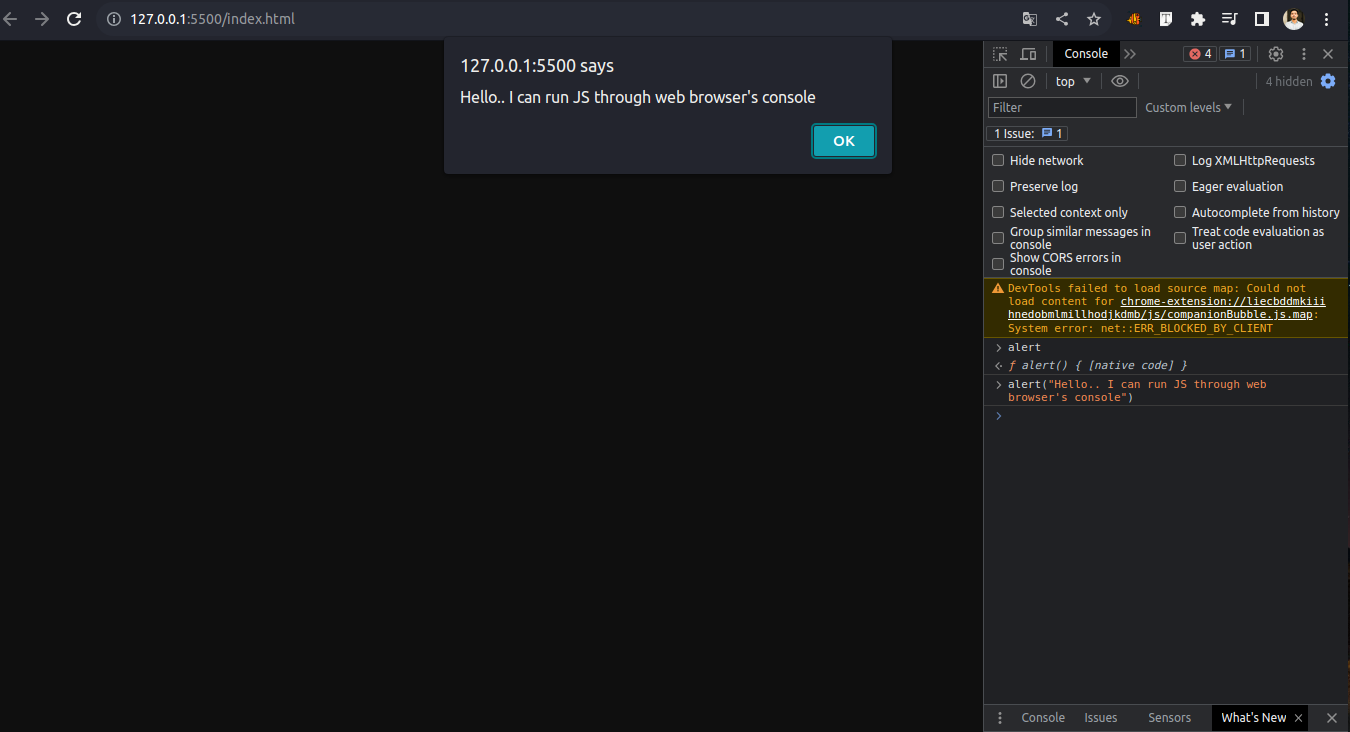 127.0.0.1:5500/index.html
127.0.0.1:5500 says
Hello.. I can run JS through web browser's console
OK
Console
4
1
top
4 hidden
Filter
Custom levels
1 Issue:
1
Hide network
Log XMLHttpRequests
Preserve log
Eager evaluation
Selected context only
Autocomplete from history
Group similar messages in
console
Treat code evaluation as
user action
Show CORS errors in
console
DevTools failed to load source map: Could not
load content for chrome-extension://liecbddmkiii
hnedobmlmillhodjkdmb/js/companionBubble.js.map:
System error: net::ERR_BLOCKED_BY_CLIENT
> alert
ƒ alert() { [native code] }
> alert("Hello.. I can run JS through web
browser's console")
>
Console
Issues
Sensors
What's New